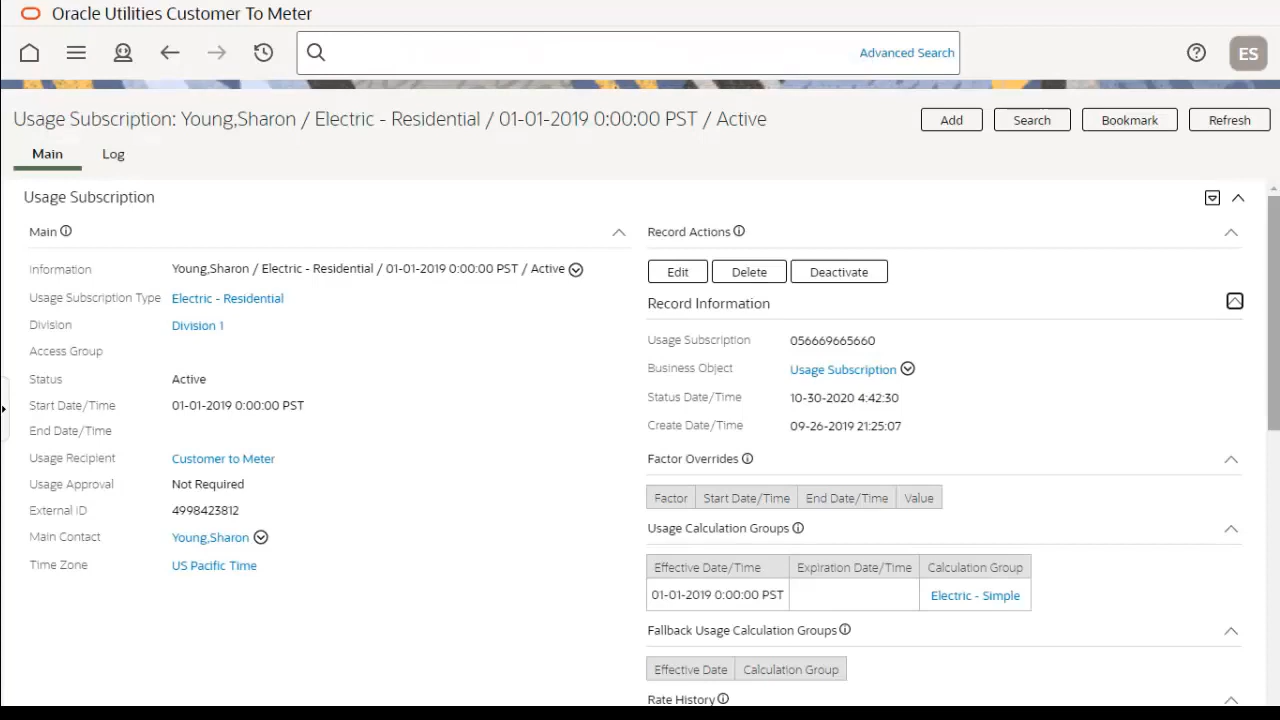 Oracle Utilities Customer To Meter
Advanced Search
ES
Usage Subscription: Young,Sharon / Electric - Residential / 01-01-2019 0:00:00 PST / Active
Add
Search
Bookmark
Refresh
Main
Log
Usage Subscription
Main
Information Young,Sharon / Electric - Residential / 01-01-2019 0:00:00 PST / Active
Usage Subscription Type Electric - Residential
Division Division 1
Access Group
Status Active
Start Date/Time 01-01-2019 0:00:00 PST
End Date/Time
Usage Recipient Customer to Meter
Usage Approval Not Required
External ID 4998423812
Main Contact Young,Sharon
Time Zone US Pacific Time
Record Actions
Edit Delete Deactivate
Record Information
Usage Subscription 056669665660
Business Object Usage Subscription
Status Date/Time 10-30-2020 4:42:30
Create Date/Time 09-26-2019 21:25:07
Factor Overrides
Factor Start Date/Time End Date/Time Value
Usage Calculation Groups
Effective Date/Time Expiration Date/Time Calculation Group
01-01-2019 0:00:00 PST Electric - Simple
Fallback Usage Calculation Groups
Effective Date Calculation Group
Rate History